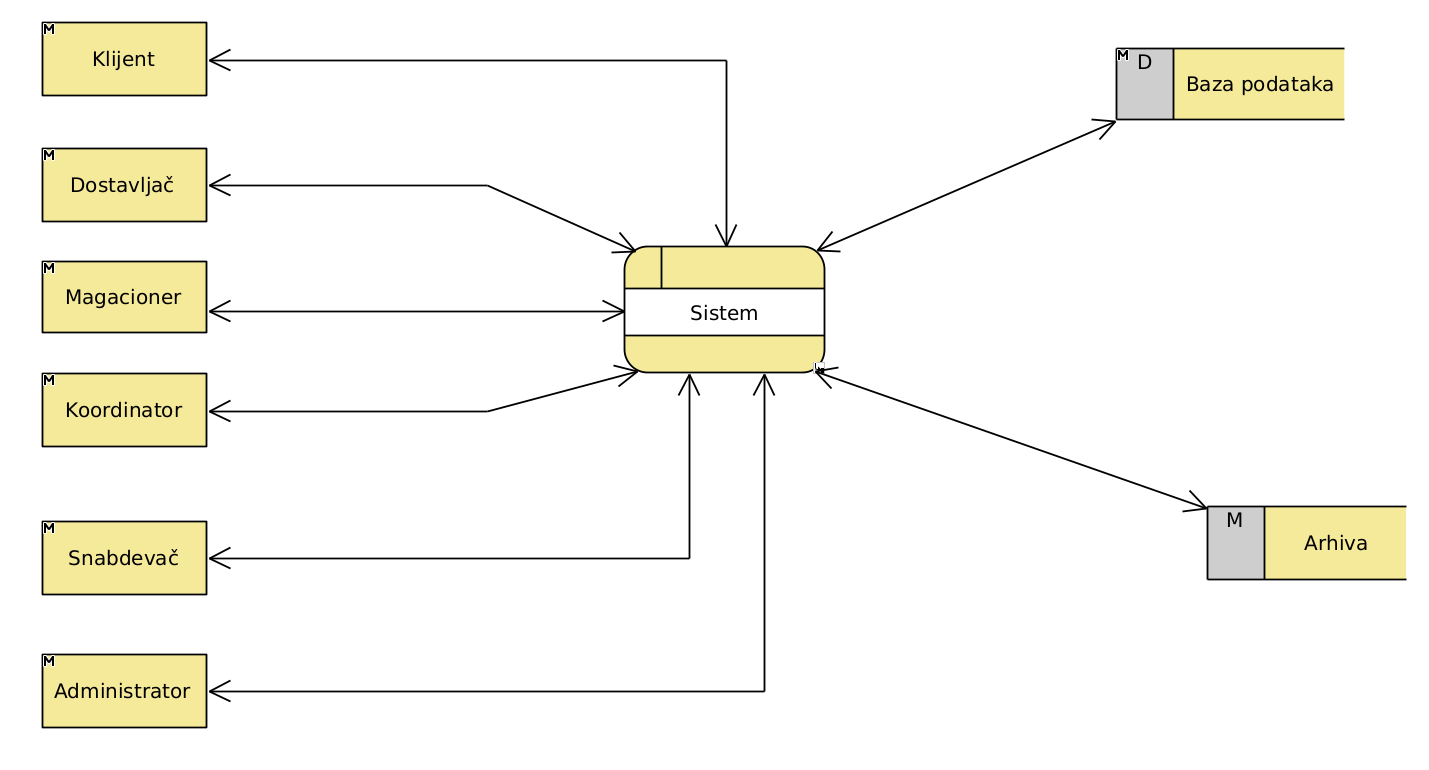 M
Klijent
M
Dostavljač
M
Magacioner
M
Koordinator
M
Snabdevač
M
Administrator
Sistem
M
D
Baza podataka
M
Arhiva